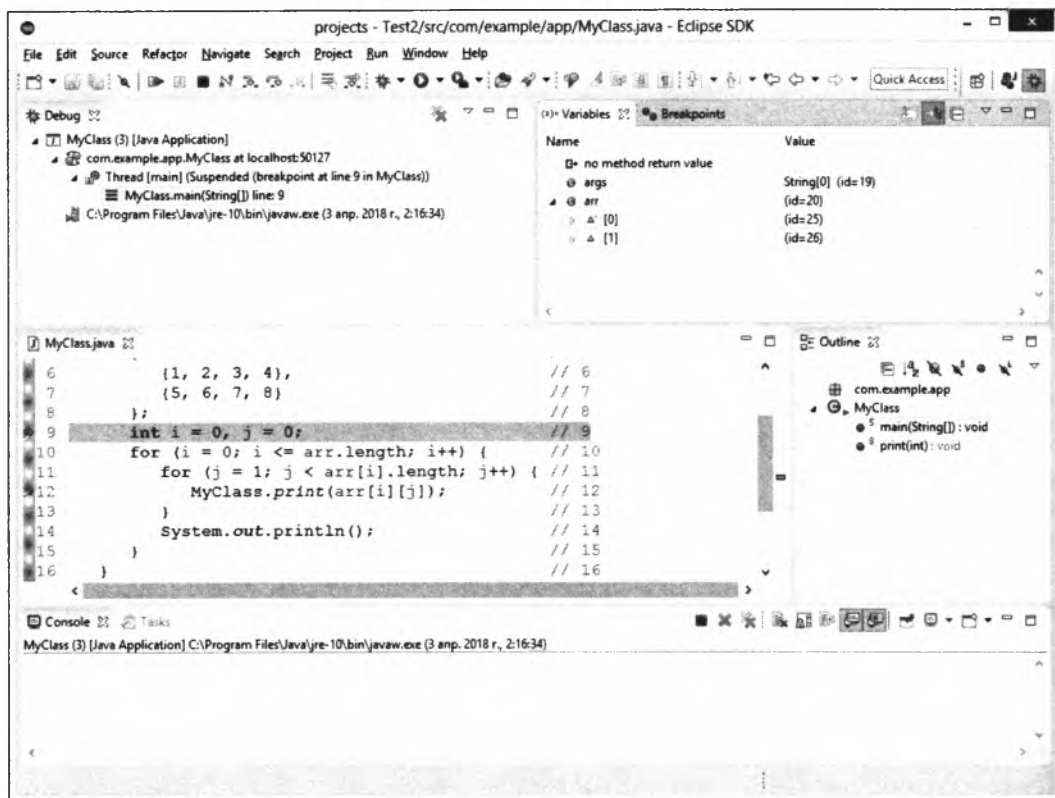 projects - Test2/src/com/example/app/MyClass.java - Eclipse SDK
File Edit Source Refactor Navigate Search Project Run Window Help
Quick Access
Debug
MyClass (3) [Java Application]
com.example.app.MyClass at localhost:50127
Thread [main] (Suspended (breakpoint at line 9 in MyClass))
MyClass.main(String[]) line: 9
C:\Program Files\Java\jre-10\bin\javaw.exe (3 апр. 2018 г., 2:16:34)
(x)= Variables Breakpoints
Name Value
no method return value
args String[0] (id=19)
arr (id=20)
[0] (id=25)
[1] (id=26)
MyClass.java
6 {1, 2, 3, 4}, // 6
7 {5, 6, 7, 8} // 7
8 }; // 8
9 int i = 0, j = 0; // 9
10 for (i = 0; i <= arr.length; i++) { // 10
11 for (j = 1; j < arr[i].length; j++) { // 11
12 MyClass.print(arr[i][j]); // 12
13 } // 13
14 System.out.println(); // 14
15 } // 15
16 } // 16
Outline
com.example.app
MyClass
main(String[]) : void
print(int) : void
Console Tasks
MyClass (3) [Java Application] C:\Program Files\Java\jre-10\bin\javaw.exe (3 апр. 2018 г., 2:16:34)